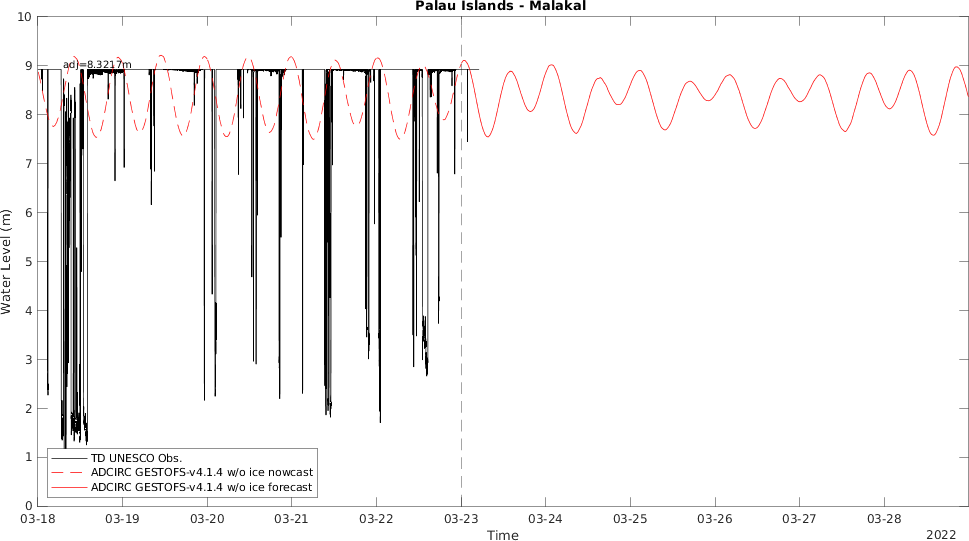 Palau Islands - Malakal
10
9
8
7
6
5
4
3
2
1
0
Water Level (m)
adj=8.3217m
TD UNESCO Obs.
ADCIRC GESTOFS-v4.1.4 w/o ice nowcast
ADCIRC GESTOFS-v4.1.4 w/o ice forecast
03-18 03-19 03-20 03-21 03-22 03-23 03-24 03-25 03-26 03-27 03-28
Time
2022